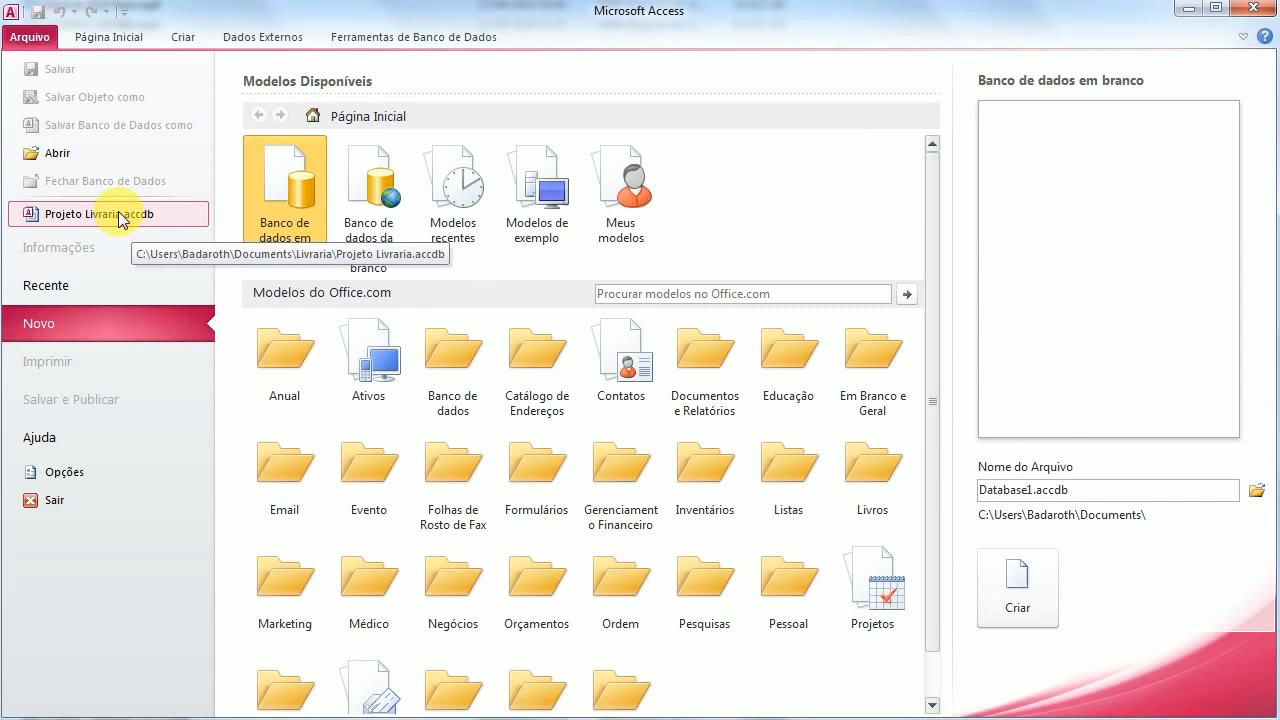 Microsoft Access
Arquivo Página Inicial Criar Dados Externos Ferramentas de Banco de Dados
Salvar
Salvar Objeto como
Salvar Banco de Dados como
Abrir
Fechar Banco de Dados
Projeto Livraria.accdb
Informações
Recente
Novo
Imprimir
Salvar e Publicar
Ajuda
Opções
Sair
Modelos Disponíveis
Página Inicial
Banco de
dados em
Banco de
dados da
branco
Modelos
recentes
Modelos de
exemplo
Meus
modelos
C:\Users\Badaroth\Documents\Livraria\Projeto Livraria.accdb
Modelos do Office.com
Procurar modelos no Office.com
Anual
Ativos
Banco de
dados
Catálogo de
Endereços
Contatos
Documentos
e Relatórios
Educação
Em Branco e
Geral
Email
Evento
Folhas de
Rosto de Fax
Formulários
Gerenciament
o Financeiro
Inventários
Listas
Livros
Marketing
Médico
Negócios
Orçamentos
Ordem
Pesquisas
Pessoal
Projetos
Banco de dados em branco
Nome do Arquivo
Database1.accdb
C:\Users\Badaroth\Documents\
Criar